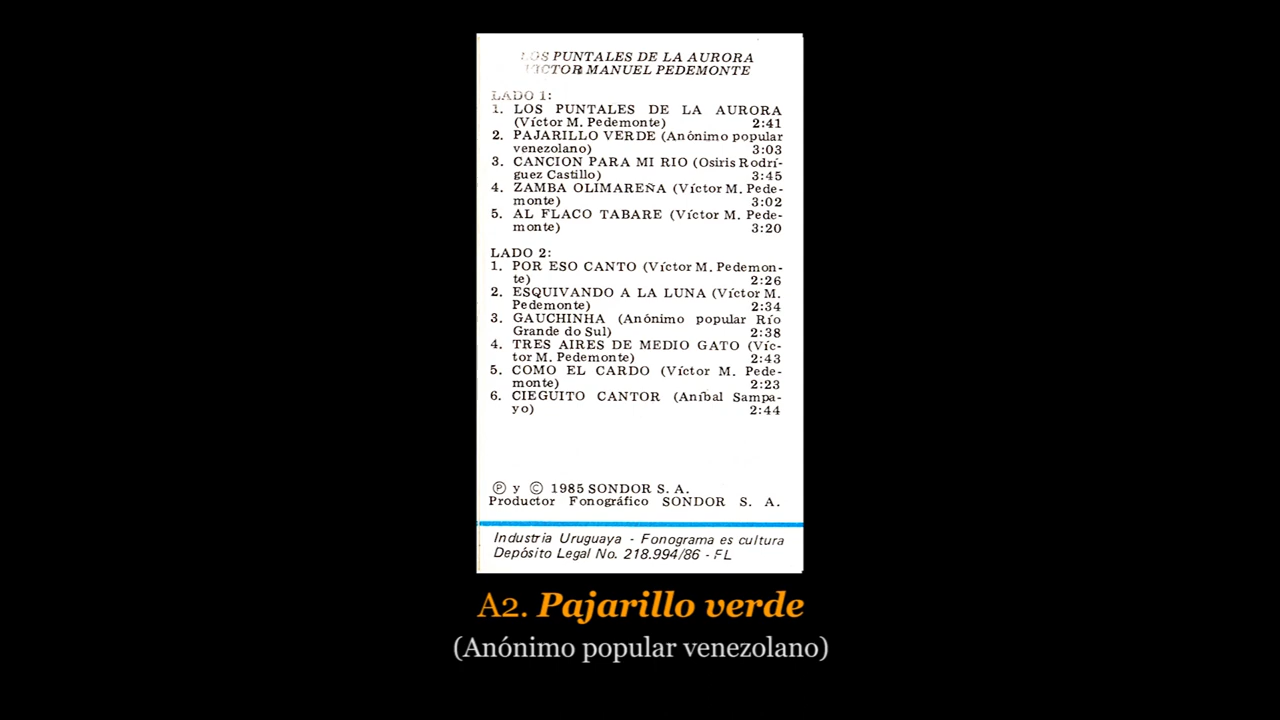 LOS PUNTALES DE LA AURORA
VICTOR MANUEL PEDEMONTE
LADO 1:
1. LOS PUNTALES DE LA AURORA
(Víctor M. Pedemonte) 2:41
2. PAJARILLO VERDE (Anónimo popular
venezolano) 3:03
3. CANCION PARA MI RIO (Osiris Rodrí-
guez Castillo) 3:45
4. ZAMBA OLIMAREÑA (Víctor M. Pede-
monte) 3:02
5. AL FLACO TABARE (Víctor M. Pede-
monte) 3:20
LADO 2:
1. POR ESO CANTO (Víctor M. Pedemon-
te) 2:26
2. ESQUIVANDO A LA LUNA (Víctor M.
Pedemonte) 2:34
3. GAUCHINHA (Anónimo popular Río
Grande do Sul) 2:38
4. TRES AIRES DE MEDIO GATO (Víc-
tor M. Pedemonte) 2:43
5. COMO EL CARDO (Víctor M. Pede-
monte) 2:23
6. CIEGUITO CANTOR (Aníbal Sampa-
yo) 2:44
Ⓟ y © 1985 SONDOR S. A.
Productor Fonográfico SONDOR S. A.
Industria Uruguaya - Fonograma es cultura
Depósito Legal No. 218.994/86 - FL
A2. Pajarillo verde
(Anónimo popular venezolano)